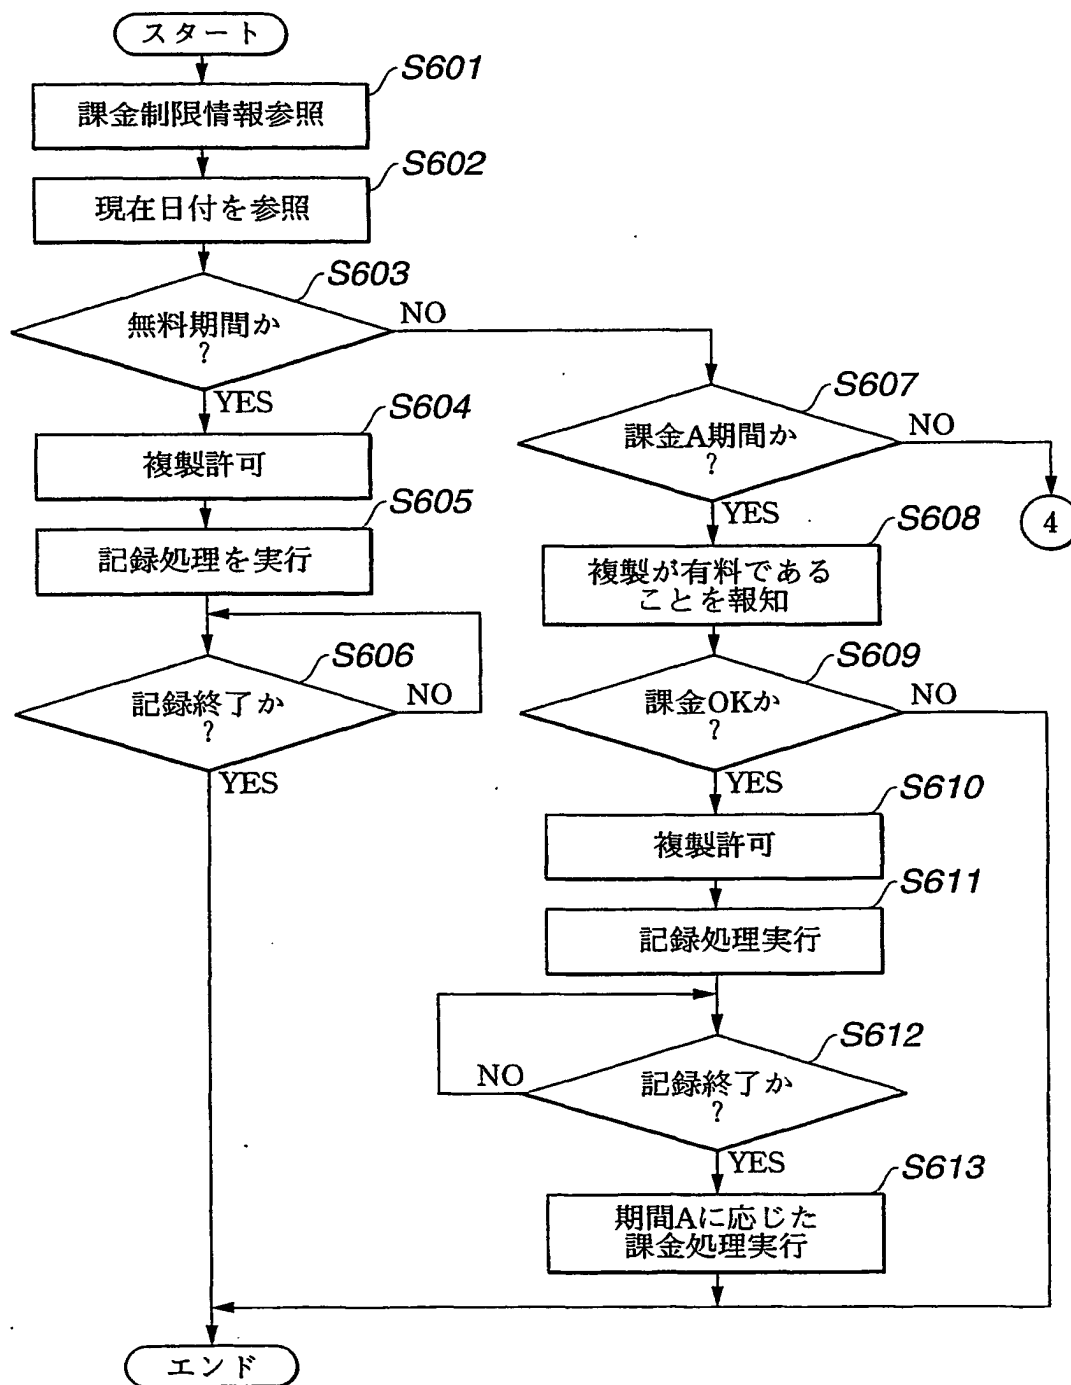 スタート
S601
課金制限情報参照
S602
現在日付を参照
S603
無料期間か
?
NO
YES
S604
複製許可
S605
記録処理を実行
S606
記録終了か
?
NO
YES
S607
課金A期間か
?
NO
4
YES
S608
複製が有料である
ことを報知
S609
課金OKか
?
NO
YES
S610
複製許可
S611
記録処理実行
S612
記録終了か
?
NO
YES
S613
期間Aに応じた
課金処理実行
エンド